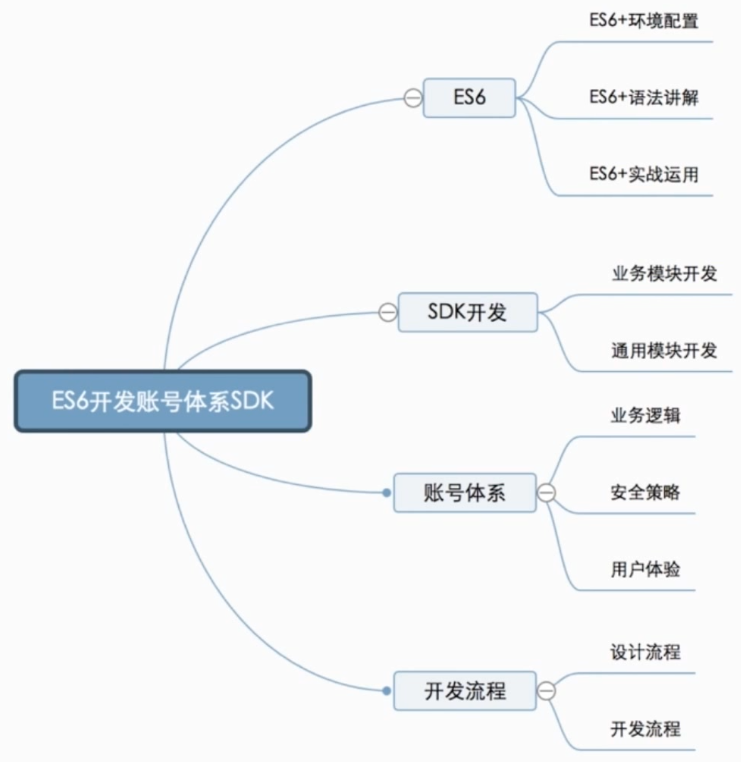 ES6+环境配置
ES6
ES6+语法讲解
ES6+实战运用
业务模块开发
SDK开发
通用模块开发
ES6开发账号体系SDK
业务逻辑
账号体系
安全策略
用户体验
设计流程
开发流程
开发流程